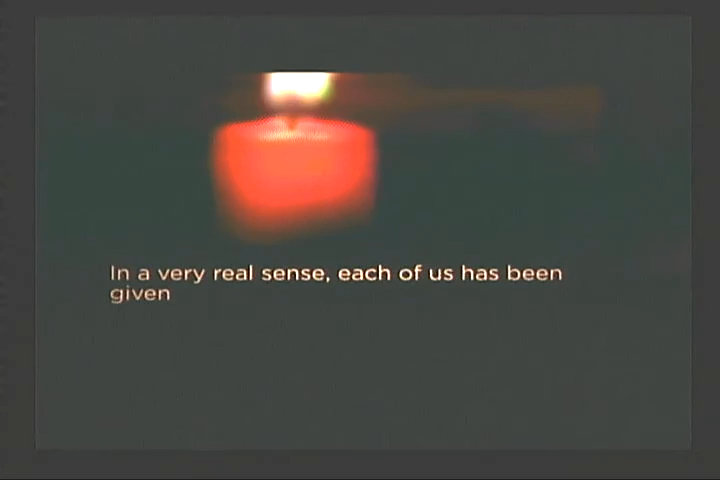 In a very real sense, each of us has been
given